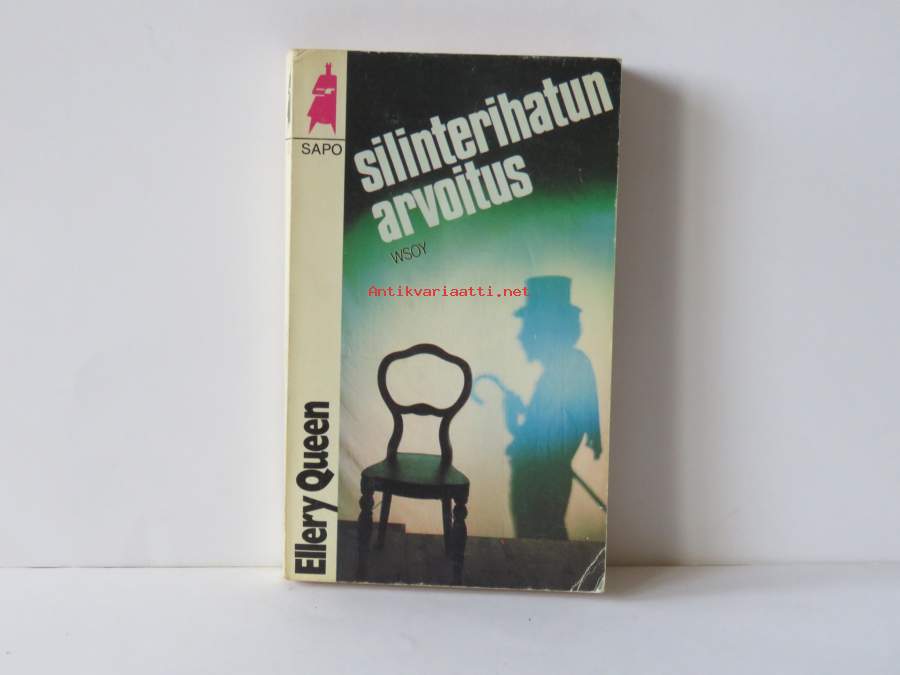 SAPO
silinterihatun
arvoitus
WSOY
Antikvariaatti.net
Ellery Queen